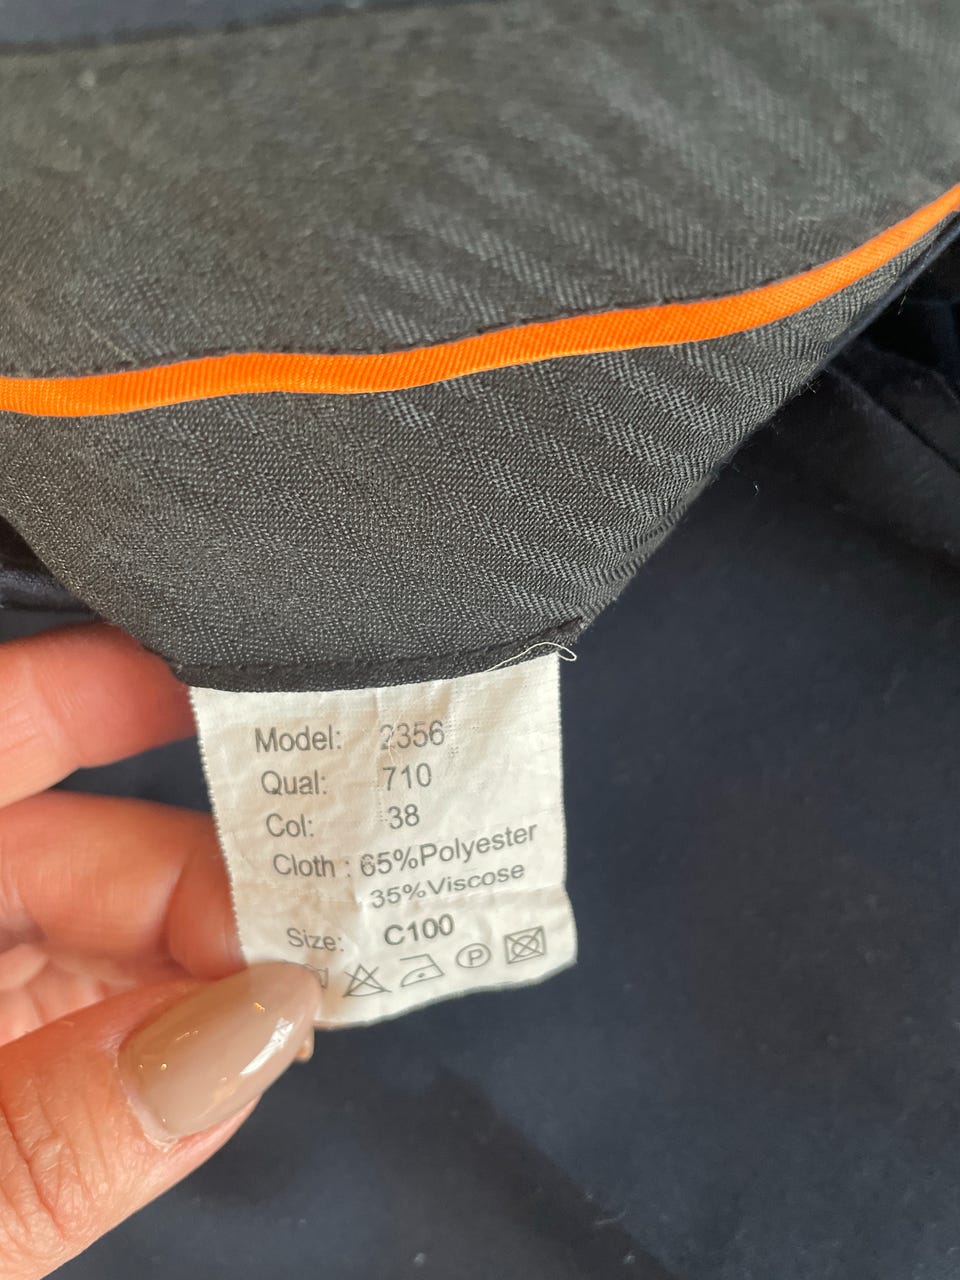 Model: 2356
Qual: 710
Col: 38
Cloth : 65%Polyester
35%Viscose
Size: C100
P